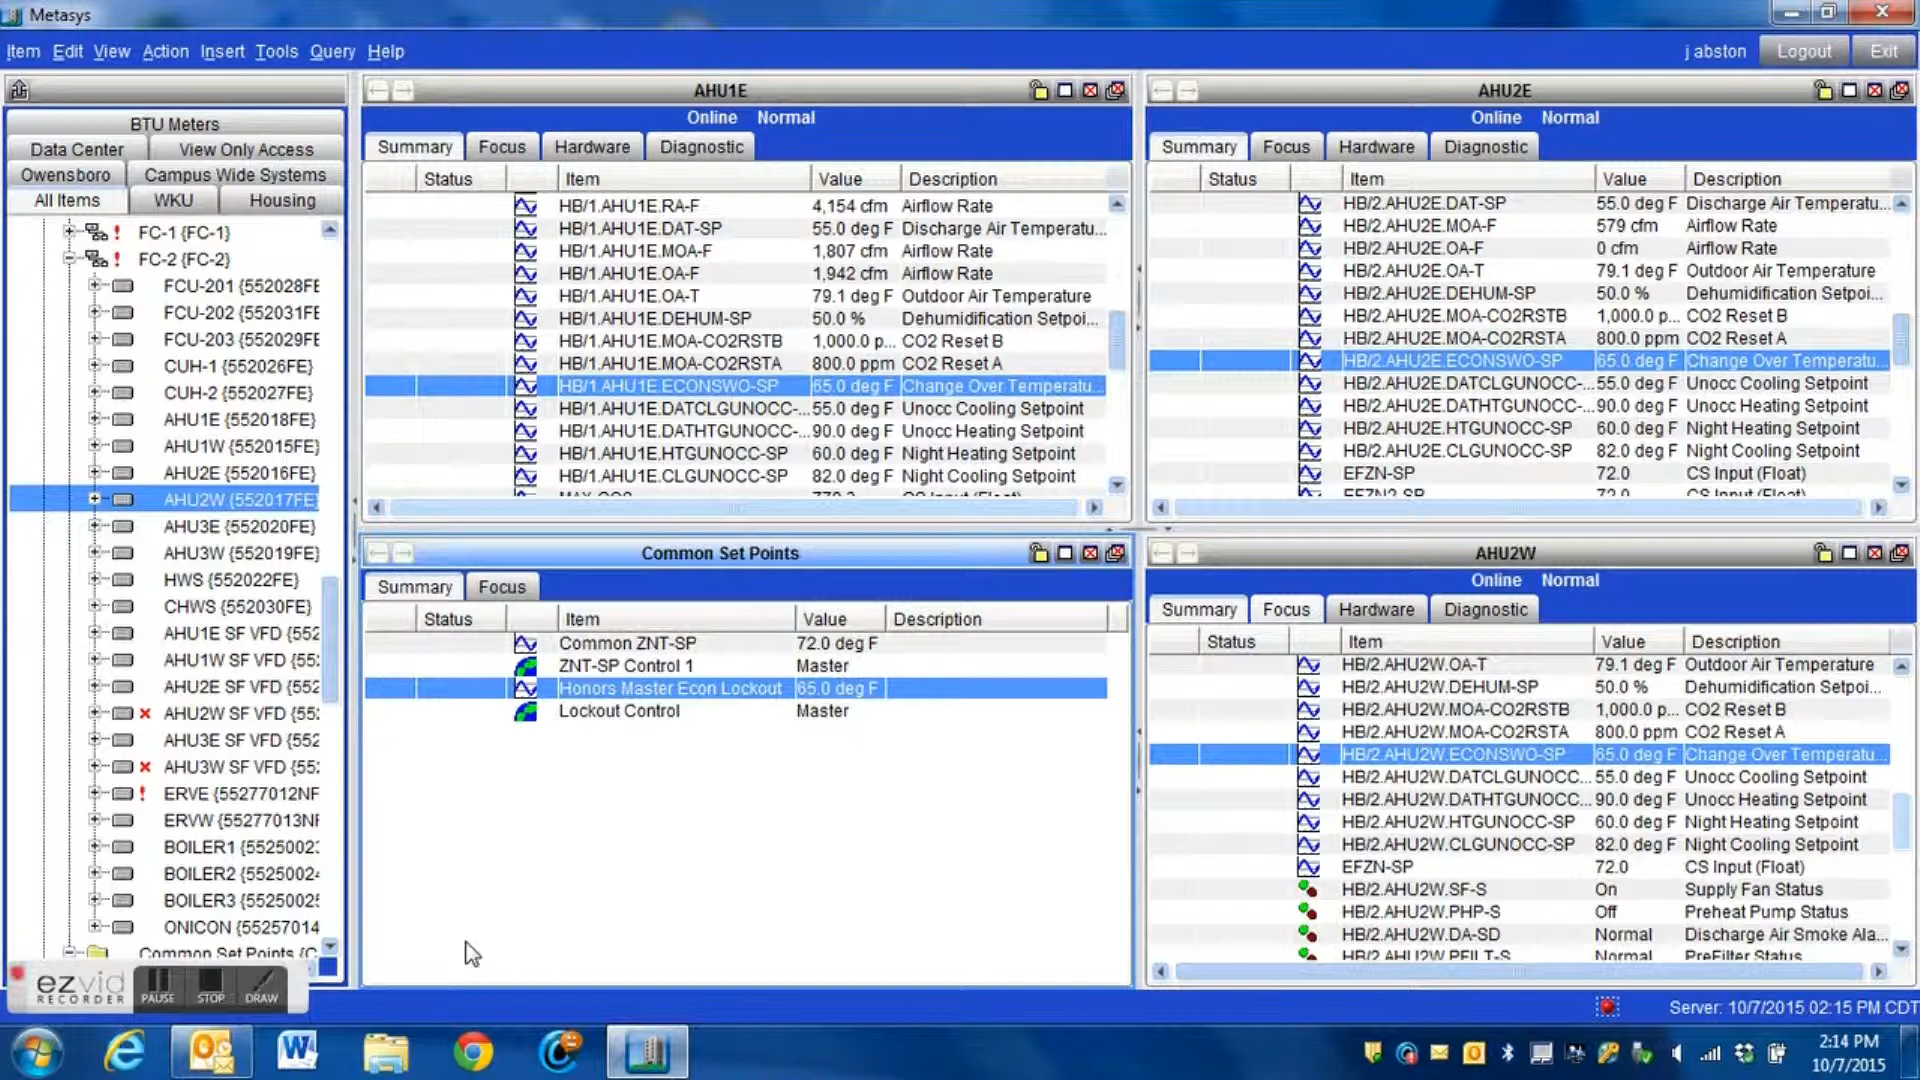 Metasys
Item Edit View Action Insert Tools Query Help
j abston Logout Exit
BTU Meters
Data Center View Only Access
Owensboro Campus Wide Systems
All Items WKU Housing
FC-1 {FC-1}
FC-2 {FC-2}
FCU-201 {552028FE
FCU-202 {552031FE
FCU-203 {552029FE
CUH-1 {552026FE}
CUH-2 {552027FE}
AHU1E {552018FE}
AHU1W {552015FE}
AHU2E {552016FE}
AHU2W {552017FE}
AHU3E {552020FE}
AHU3W {552019FE}
HWS {552022FE}
CHWS {552030FE}
AHU1E SF VFD {552
AHU1W SF VFD {55
AHU2E SF VFD {552
AHU2W SF VFD {55
AHU3E SF VFD {552
AHU3W SF VFD {55
ERVE {55277012NF
ERVW {55277013NF
BOILER1 {5525002
BOILER2 {5525002
BOILER3 {5525002
ONICON {55257014
Common Set Points {C
AHU1E
Online Normal
Summary Focus Hardware Diagnostic
Status Item Value Description
HB/1.AHU1E.RA-F 4,154 cfm Airflow Rate
HB/1.AHU1E.DAT-SP 55.0 deg F Discharge Air Temperatu...
HB/1.AHU1E.MOA-F 1,807 cfm Airflow Rate
HB/1.AHU1E.OA-F 1,942 cfm Airflow Rate
HB/1.AHU1E.OA-T 79.1 deg F Outdoor Air Temperature
HB/1.AHU1E.DEHUM-SP 50.0 % Dehumidification Setpoi...
HB/1.AHU1E.MOA-CO2RSTB 1,000.0 p... CO2 Reset B
HB/1.AHU1E.MOA-CO2RSTA 800.0 ppm CO2 Reset A
HB/1.AHU1E.ECONSWO-SP 65.0 deg F Change Over Temperatu...
HB/1.AHU1E.DATCLGUNOCC-... 55.0 deg F Unocc Cooling Setpoint
HB/1.AHU1E.DATHTGUNOCC-... 90.0 deg F Unocc Heating Setpoint
HB/1.AHU1E.HTGUNOCC-SP 60.0 deg F Night Heating Setpoint
HB/1.AHU1E.CLGUNOCC-SP 82.0 deg F Night Cooling Setpoint
AHU2E
Online Normal
Summary Focus Hardware Diagnostic
Status Item Value Description
HB/2.AHU2E.DAT-SP 55.0 deg F Discharge Air Temperatu...
HB/2.AHU2E.MOA-F 579 cfm Airflow Rate
HB/2.AHU2E.OA-F 0 cfm Airflow Rate
HB/2.AHU2E.OA-T 79.1 deg F Outdoor Air Temperature
HB/2.AHU2E.DEHUM-SP 50.0 % Dehumidification Setpoi...
HB/2.AHU2E.MOA-CO2RSTB 1,000.0 p... CO2 Reset B
HB/2.AHU2E.MOA-CO2RSTA 800.0 ppm CO2 Reset A
HB/2.AHU2E.ECONSWO-SP 65.0 deg F Change Over Temperatu...
HB/2.AHU2E.DATCLGUNOCC-... 55.0 deg F Unocc Cooling Setpoint
HB/2.AHU2E.DATHTGUNOCC-... 90.0 deg F Unocc Heating Setpoint
HB/2.AHU2E.HTGUNOCC-SP 60.0 deg F Night Heating Setpoint
HB/2.AHU2E.CLGUNOCC-SP 82.0 deg F Night Cooling Setpoint
EFZN-SP 72.0 CS Input (Float)
EFZN2-SP 72.0 CS Input (Float)
Common Set Points
Summary Focus
Status Item Value Description
Common ZNT-SP 72.0 deg F
ZNT-SP Control 1 Master
Honors Master Econ Lockout 65.0 deg F
Lockout Control Master
AHU2W
Online Normal
Summary Focus Hardware Diagnostic
Status Item Value Description
HB/2.AHU2W.OA-T 79.1 deg F Outdoor Air Temperature
HB/2.AHU2W.DEHUM-SP 50.0 % Dehumidification Setpoi...
HB/2.AHU2W.MOA-CO2RSTB 1,000.0 p... CO2 Reset B
HB/2.AHU2W.MOA-CO2RSTA 800.0 ppm CO2 Reset A
HB/2.AHU2W.ECONSWO-SP 65.0 deg F Change Over Temperatu...
HB/2.AHU2W.DATCLGUNOCC... 55.0 deg F Unocc Cooling Setpoint
HB/2.AHU2W.DATHTGUNOCC... 90.0 deg F Unocc Heating Setpoint
HB/2.AHU2W.HTGUNOCC-SP 60.0 deg F Night Heating Setpoint
HB/2.AHU2W.CLGUNOCC-SP 82.0 deg F Night Cooling Setpoint
EFZN-SP 72.0 CS Input (Float)
HB/2.AHU2W.SF-S On Supply Fan Status
HB/2.AHU2W.PHP-S Off Preheat Pump Status
HB/2.AHU2W.DA-SD Normal Discharge Air Smoke Ala...
HB/2.AHU2W.PFILT-S Normal PreFilter Status
ezvid
RECORDER
PAUSE STOP DRAW
Server: 10/7/2015 02:15 PM CDT
2:14 PM
10/7/2015